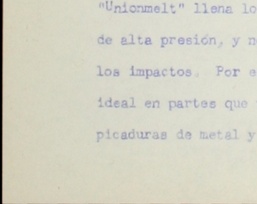 "Unionmelt" llena lo
de alta presión, y n
los impactos. Por e
ideal en partes que
picaduras de metal y